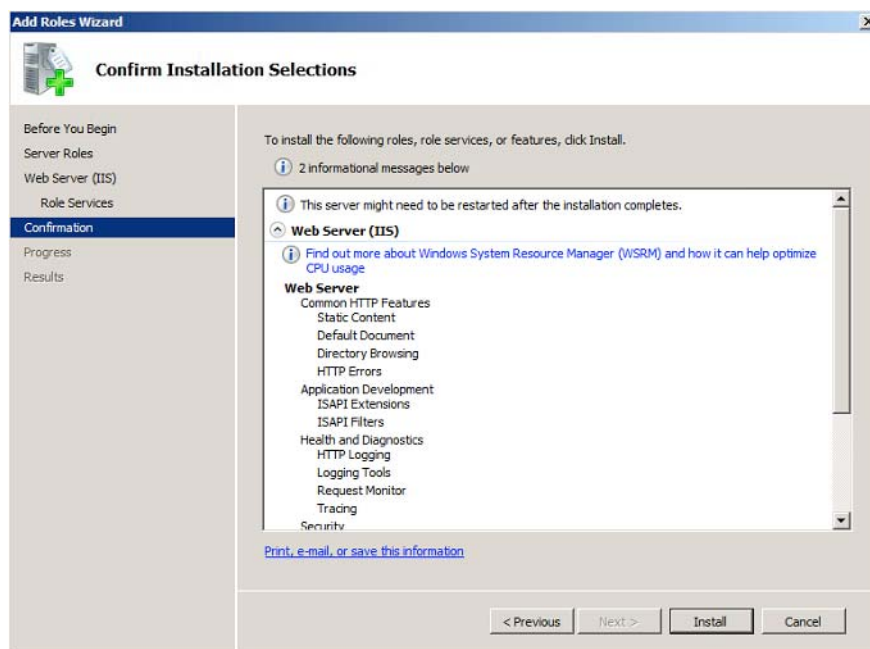 Add Roles Wizard
Confirm Installation Selections
Before You Begin
Server Roles
Web Server (IIS)
Role Services
Confirmation
Progress
Results
To install the following roles, role services, or features, click Install.
2 informational messages below
This server might need to be restarted after the installation completes.
Web Server (IIS)
Find out more about Windows System Resource Manager (WSRM) and how it can help optimize
CPU usage
Web Server
Common HTTP Features
Static Content
Default Document
Directory Browsing
HTTP Errors
Application Development
ISAPI Extensions
ISAPI Filters
Health and Diagnostics
HTTP Logging
Logging Tools
Request Monitor
Tracing
Security
Print, e-mail, or save this information
< Previous
Next >
Install
Cancel